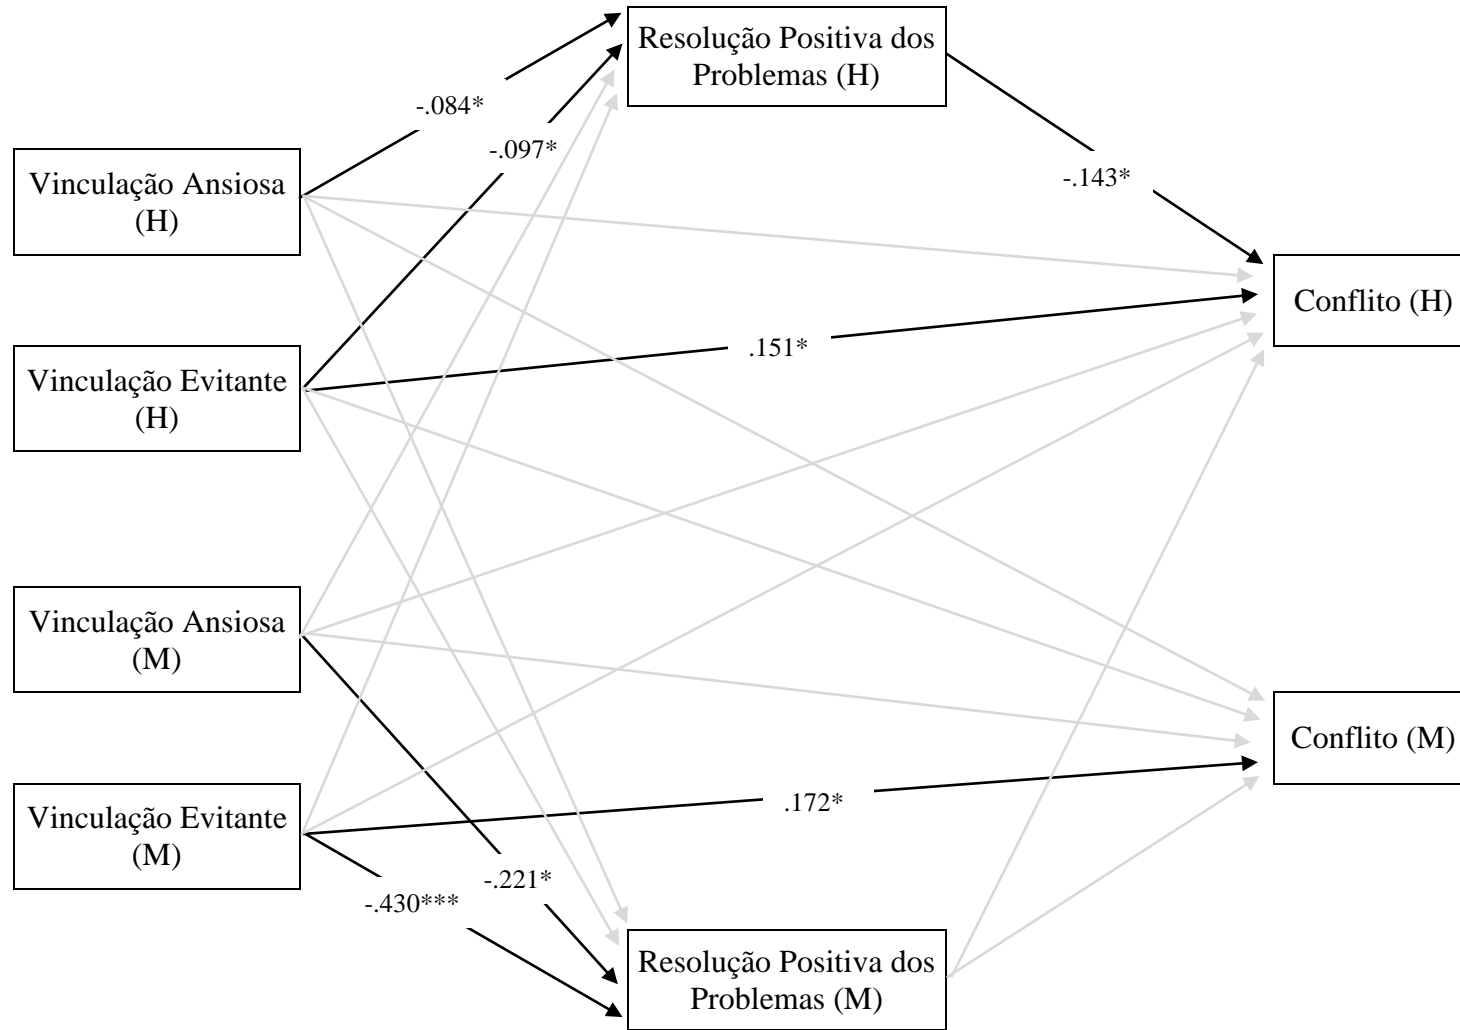 Resolução Positiva dos
Problemas (H)
-.084*
-.097*
Vinculação Ansiosa
(H)
-.143*
Conflito (H)
.151*
Vinculação Evitante
(H)
Vinculação Ansiosa
(M)
Conflito (M)
.172*
Vinculação Evitante
(M)
-.221*
-.430***
Resolução Positiva dos
Problemas (M)